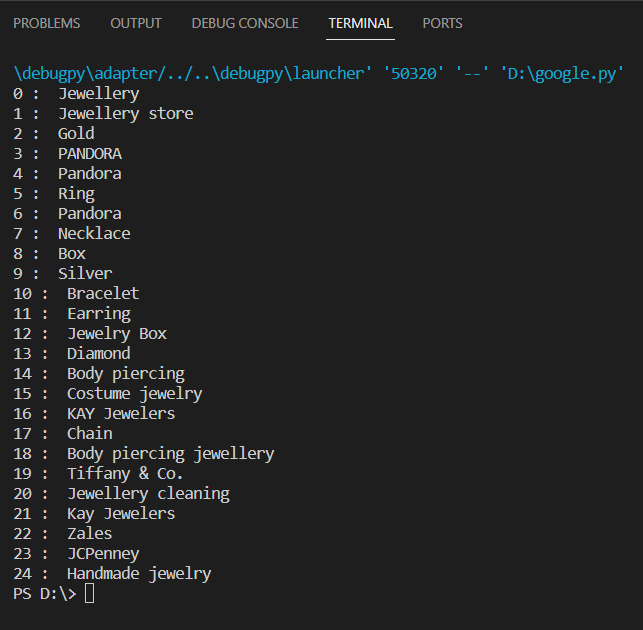 PROBLEMS OUTPUT DEBUG CONSOLE TERMINAL PORTS
\debugpy\adapter/../..\debugpy\launcher' '50320' '--' 'D:\google.py'
0 :  Jewellery
1 :  Jewellery store
2 :  Gold
3 :  PANDORA
4 :  Pandora
5 :  Ring
6 :  Pandora
7 :  Necklace
8 :  Box
9 :  Silver
10 :  Bracelet
11 :  Earring
12 :  Jewelry Box
13 :  Diamond
14 :  Body piercing
15 :  Costume jewelry
16 :  KAY Jewelers
17 :  Chain
18 :  Body piercing jewellery
19 :  Tiffany & Co.
20 :  Jewellery cleaning
21 :  Kay Jewelers
22 :  Zales
23 :  JCPenney
24 :  Handmade jewelry
PS D:\>